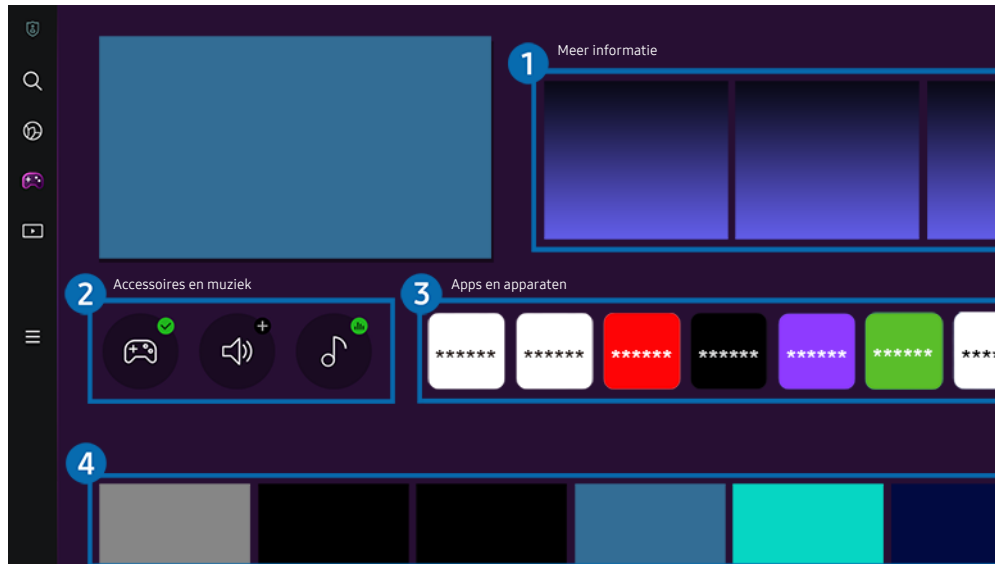 1
Meer informatie
2
Accessoires en muziek
3
Apps en apparaten
****** ****** ****** ****** ****** ****** ****
4